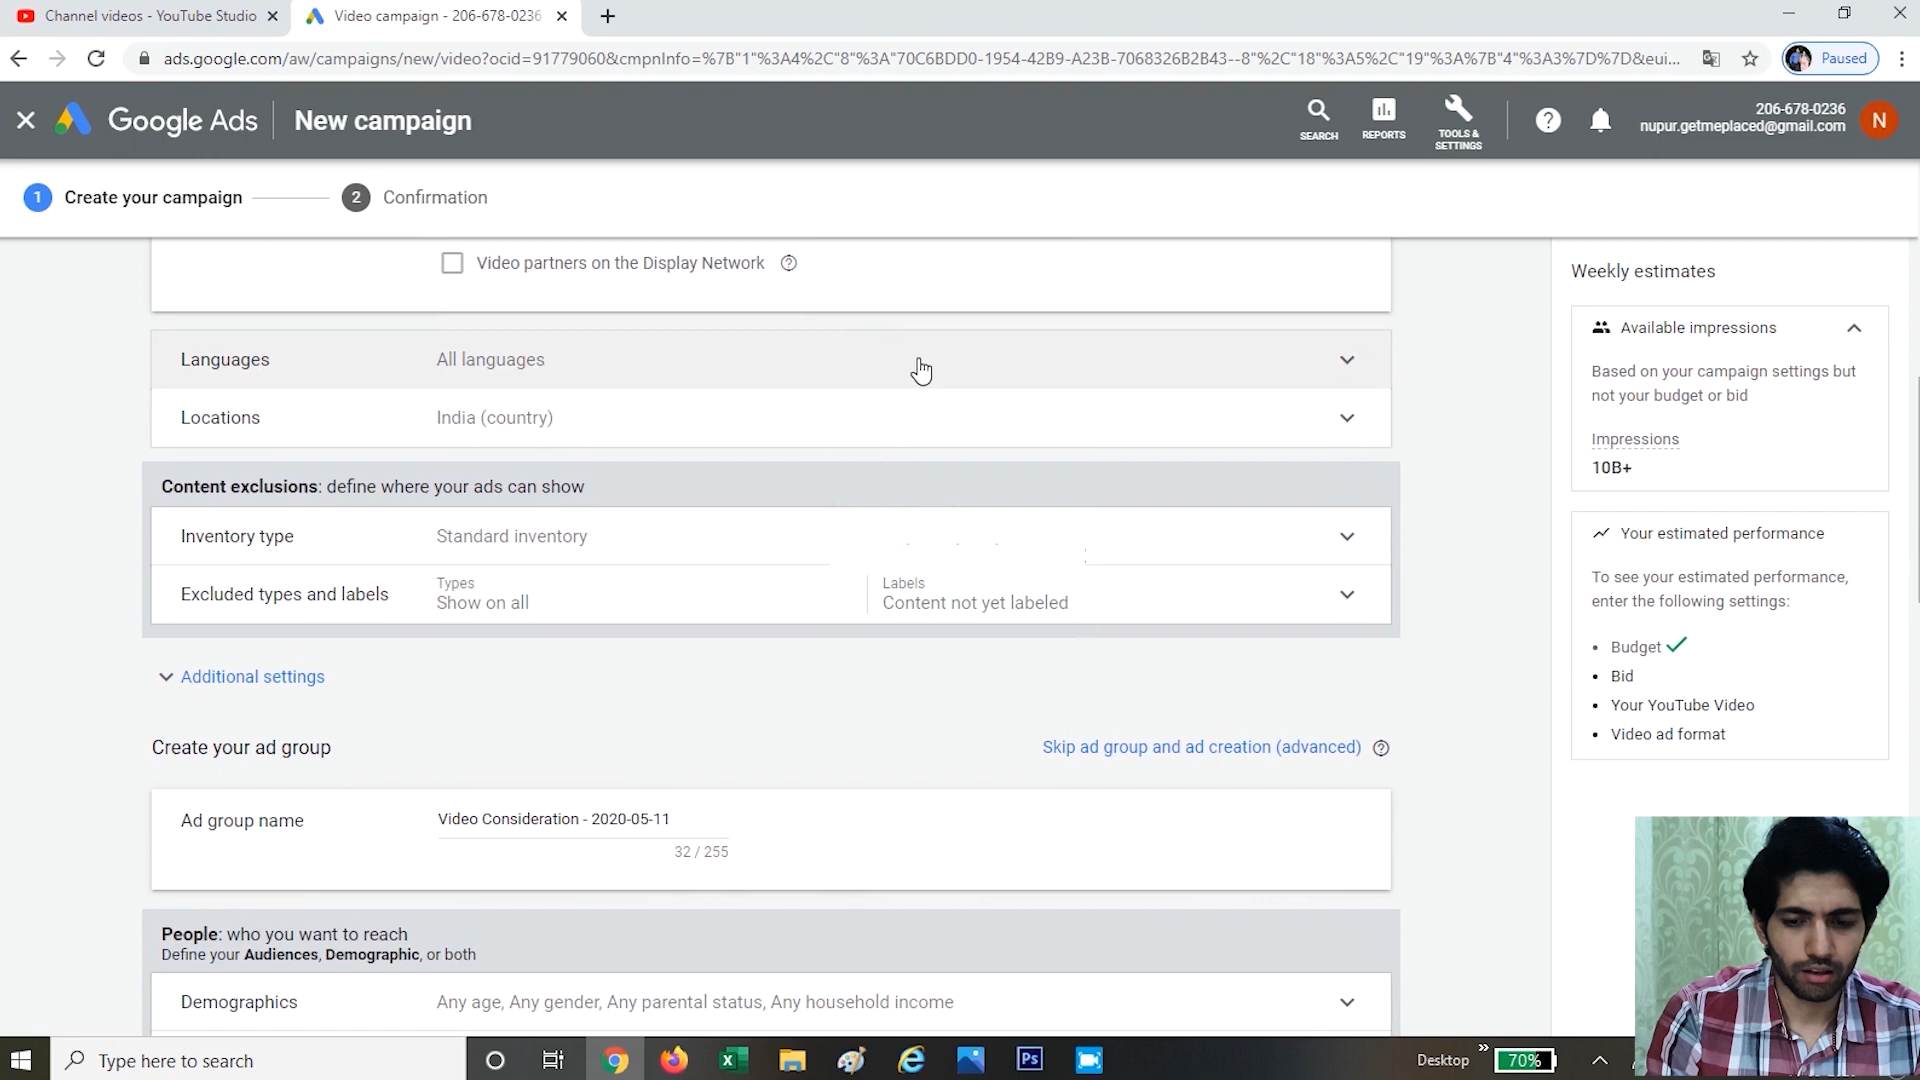 Channel videos - YouTube Studio
Video campaign - 206-678-0236
ads.google.com/aw/campaigns/new/video?ocid=91779060&cmpnInfo=%7B"1"%3A4%2C"8"%3A"70C6BDD0-1954-42B9-A23B-7068326B2B43--8"%2C"18"%3A5%2C"19"%3A%7B"4"%3A3%7D%7D&eui...
Paused
Google Ads
New campaign
SEARCH
REPORTS
TOOLS &
SETTINGS
206-678-0236
nupur.getmeplaced@gmail.com
N
1 Create your campaign
2 Confirmation
Video partners on the Display Network
Languages All languages
Locations India (country)
Content exclusions: define where your ads can show
Inventory type Standard inventory
Excluded types and labels
Types
Show on all
Labels
Content not yet labeled
Additional settings
Create your ad group
Skip ad group and ad creation (advanced)
Ad group name Video Consideration - 2020-05-11
32 / 255
People: who you want to reach
Define your Audiences, Demographic, or both
Demographics Any age, Any gender, Any parental status, Any household income
Weekly estimates
Available impressions
Based on your campaign settings but
not your budget or bid
Impressions
10B+
Your estimated performance
To see your estimated performance,
enter the following settings:
• Budget
• Bid
• Your YouTube Video
• Video ad format
Type here to search
Ps
Desktop
70%